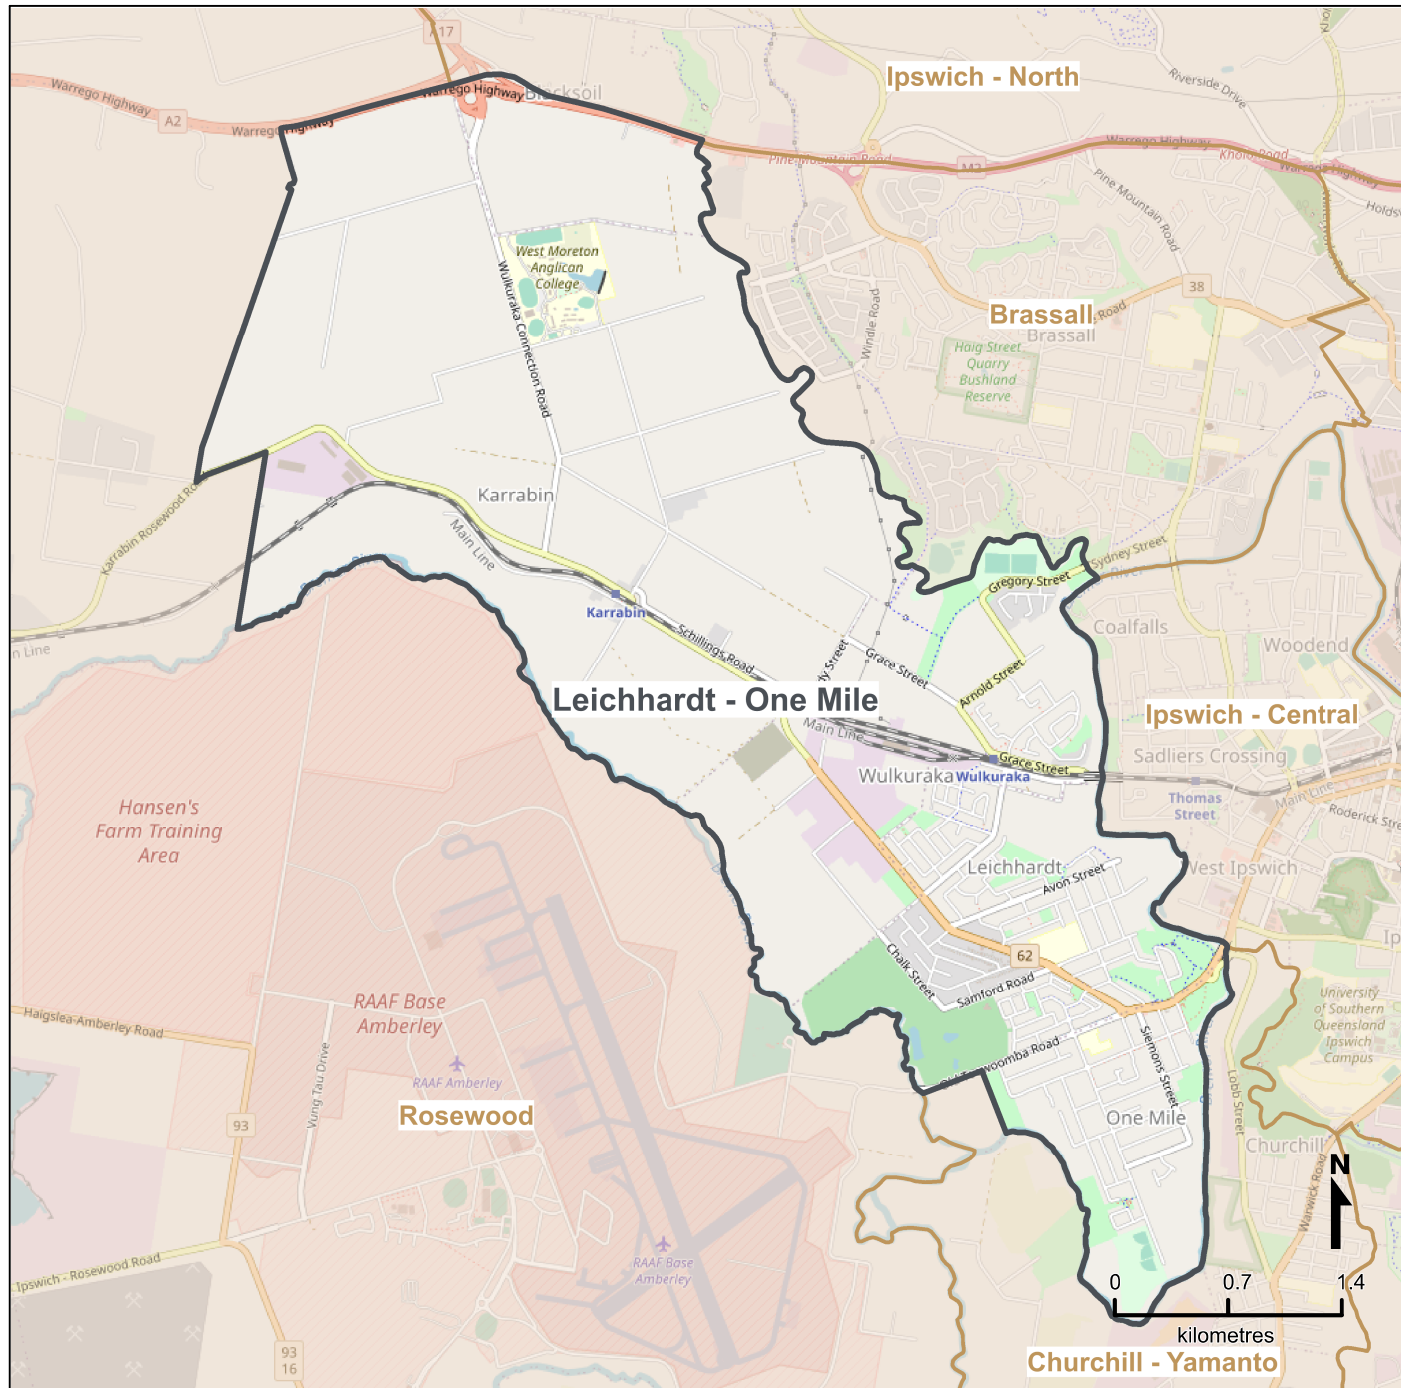 A17
Ipswich - North
Riverside Drive
Warrego Highway
A2
Warrego Highway
Warrego Highway
Blacksoil
Pine Mountain Road
M2
Warrego Highway
Kholo Road
Warrego Highway
Pine Mountain Road
West Moreton
Anglican
College
Wulkuraka Connection Road
Windle Road
38
Brassall
Road
Brassall
Haig Street
Quarry
Bushland
Reserve
Karrabin Rosewood Road
Karrabin
Main Line
Karrabin
Schillings Road
Sydney Street
Gregory Street
River
Coalfalls
Woodend
Grace Street
Arnold Street
Leichhardt - One Mile
Ipswich - Central
Main Line
Grace Street
Wulkuraka
Wulkuraka
Sadliers Crossing
Thomas
Street
Main Line
Roderick Stre
Hansen's
Farm Training
Area
Leichhardt
West Ipswich
Avon Street
62
Chalk Street
Samford Road
RAAF Base
Amberley
Haigslea-Amberley Road
RAAF Amberley
Vung Tau Drive
93
Rosewood
Siemons Street
Lobb Street
University
of Southern
Queensland
Ipswich
Campus
One Mile
Churchill
Warwick Road
N
RAAF Base
Amberley
Ipswich - Rosewood Road
93
16
0 0.7 1.4
kilometres
Churchill - Yamanto